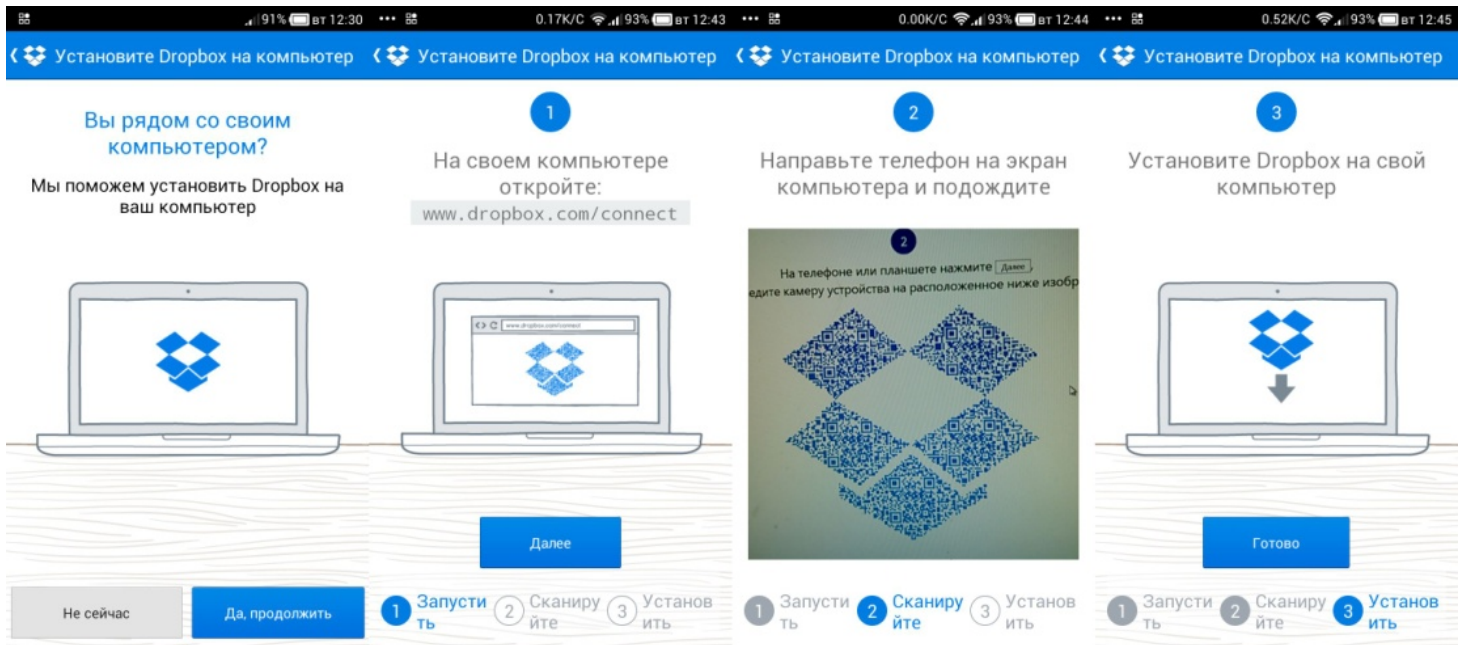 91% вт 12:30
Установите Dropbox на компьютер
Вы рядом со своим
компьютером?
Мы поможем установить Dropbox на
ваш компьютер
Не сейчас
Да, продолжить
0.17K/C 93% вт 12:43
Установите Dropbox на компьютер
1
На своем компьютере
откройте:
www.dropbox.com/connect
www.dropbox.com/connect
Далее
1 Запусти
ть
2 Сканиру
йте
3 Установ
ить
0.00K/C 93% вт 12:44
Установите Dropbox на компьютер
2
Направьте телефон на экран
компьютера и подождите
2
На телефоне или планшете нажмите Далее,
едите камеру устройства на расположенное ниже изобр
1 Запусти
ть
2 Сканиру
йте
3 Установ
ить
0.52K/C 93% вт 12:45
Установите Dropbox на компьютер
3
Установите Dropbox на свой
компьютер
Готово
1 Запусти
ть
2 Сканиру
йте
3 Установ
ить